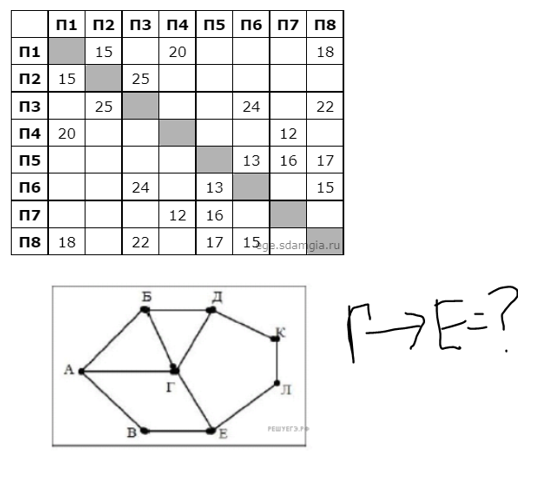 П1 П2 П3 П4 П5 П6 П7 П8
П1 15 20 18
П2 15 25
П3 25 24 22
П4 20 12
П5 13 16 17
П6 24 13 15
П7 12 16
П8 18 22 17 15
ege.sdamgia.ru
Б Д
К
А Г
Л
В Е
РЕШУЕГЭ.РФ
Г→E=?